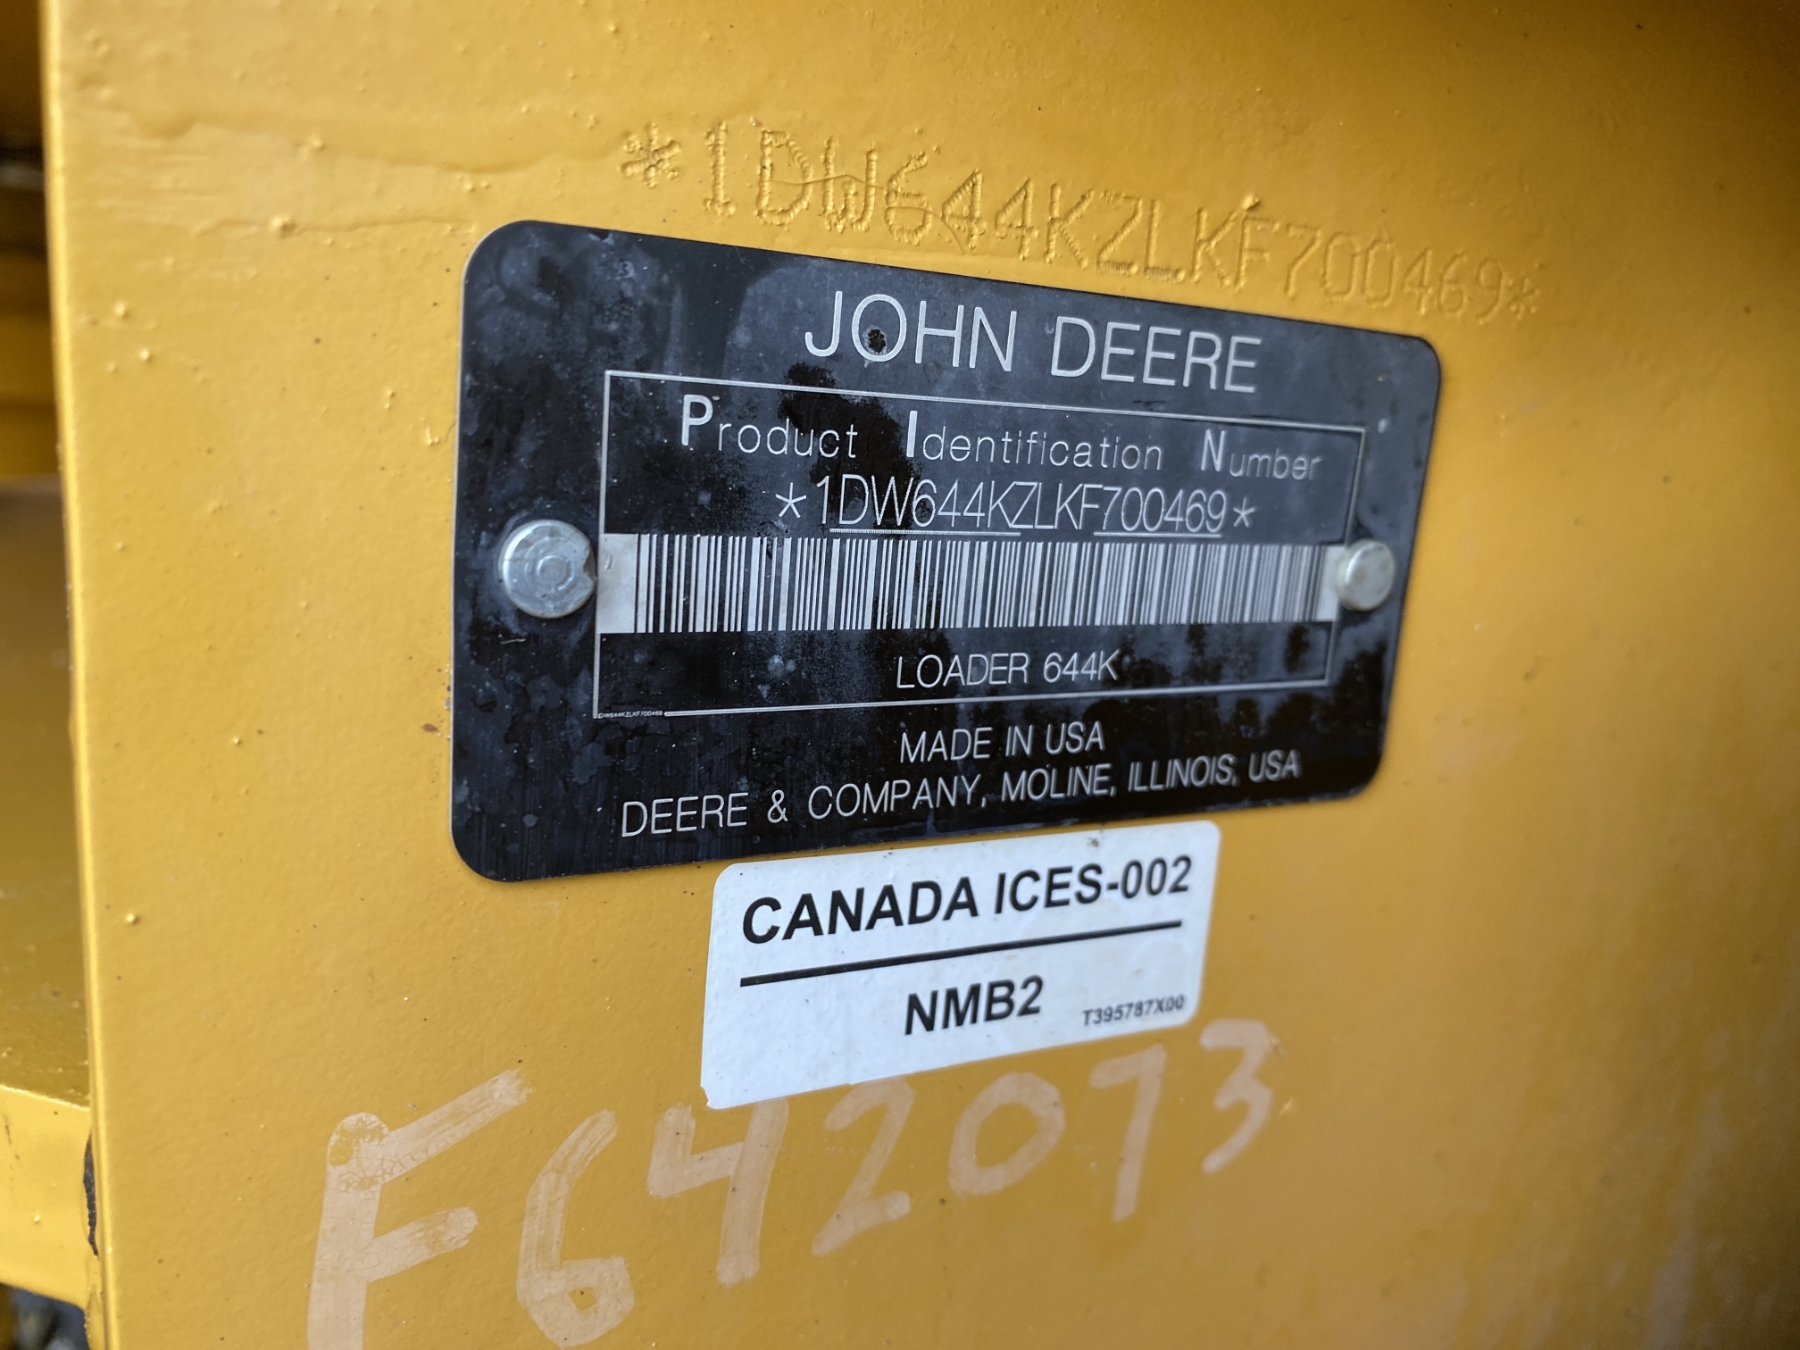 *1DW644KZLKF700469*
JOHN DEERE
Product Identification Number
*1DW644KZLKF700469*
LOADER 644K
1DW644KZLKF700469
MADE IN USA
DEERE & COMPANY, MOLINE, ILLINOIS, USA
CANADA ICES-002
NMB2
T395787X00
F642073